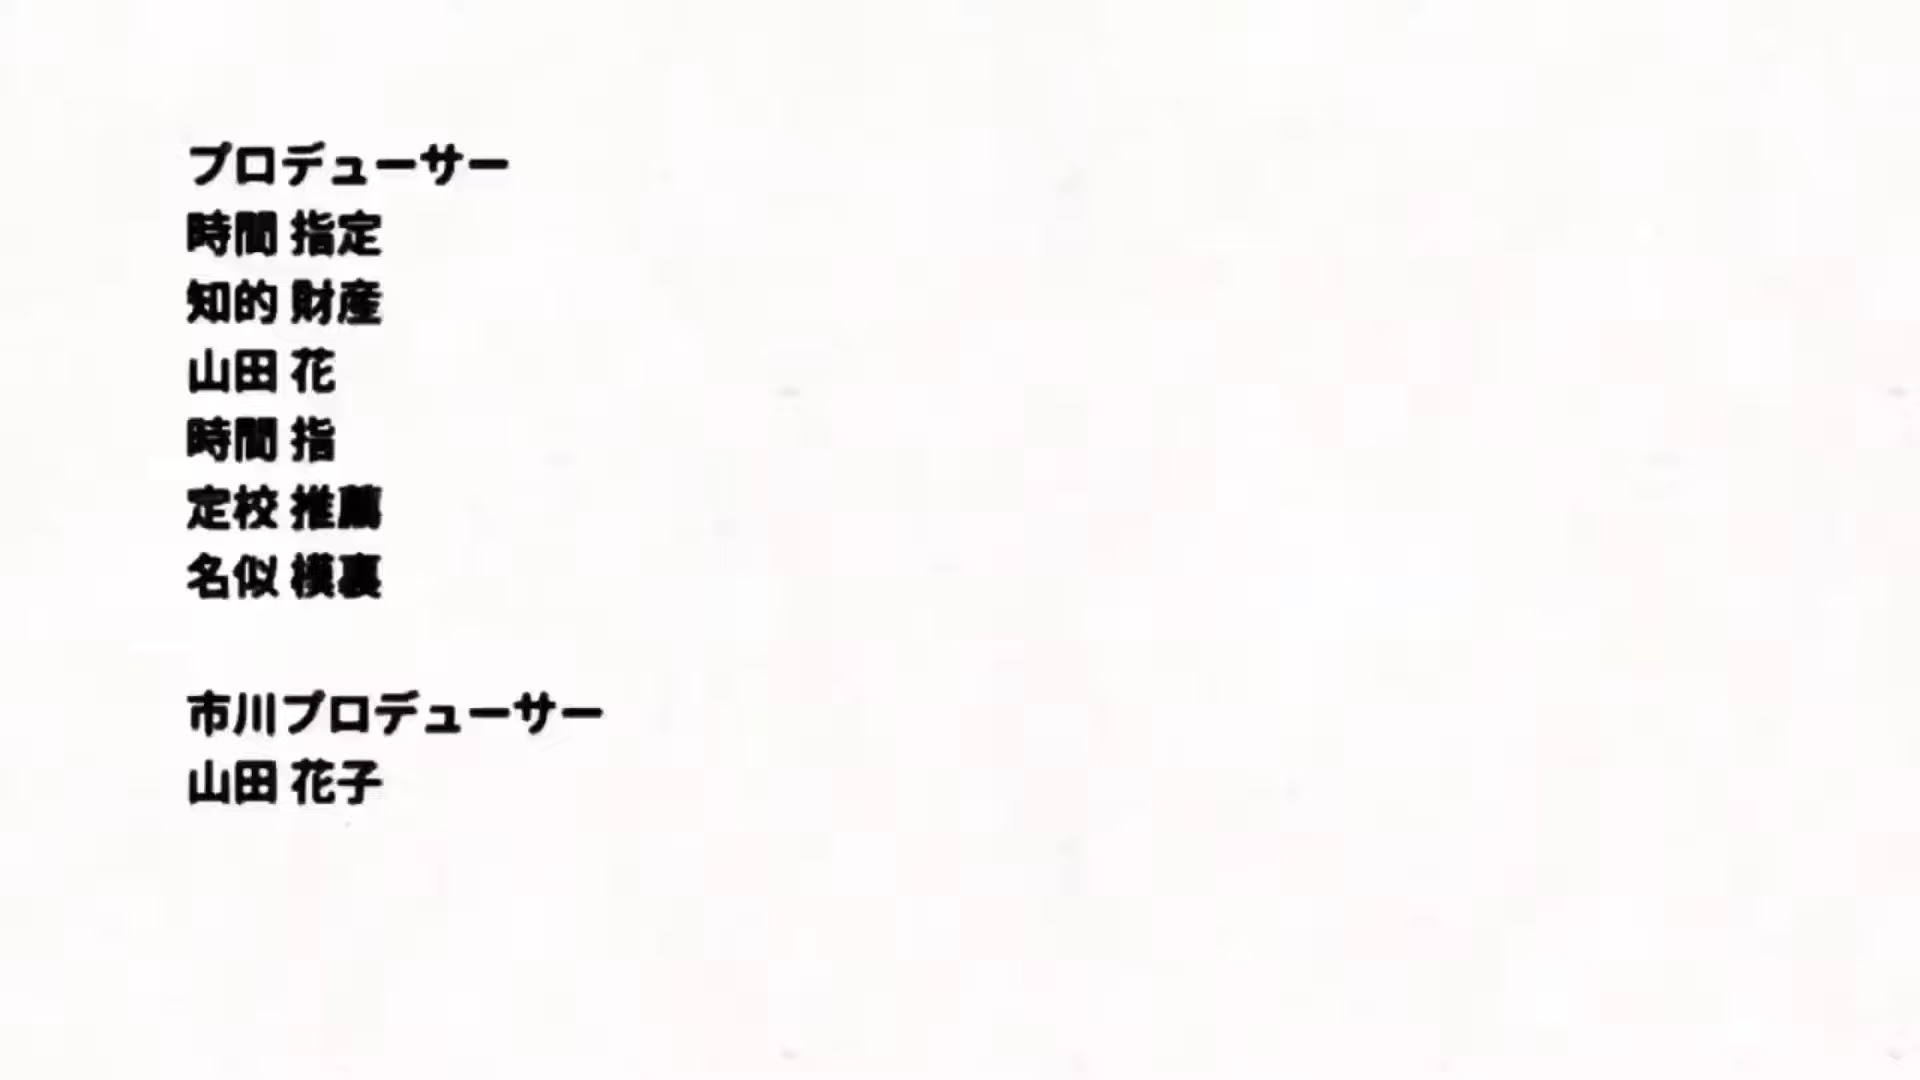 プロデューサー
時間 指定
知的 財産
山田 花
時間 指
定校 推薦
名似 模裏
市川プロデューサー
山田 花子